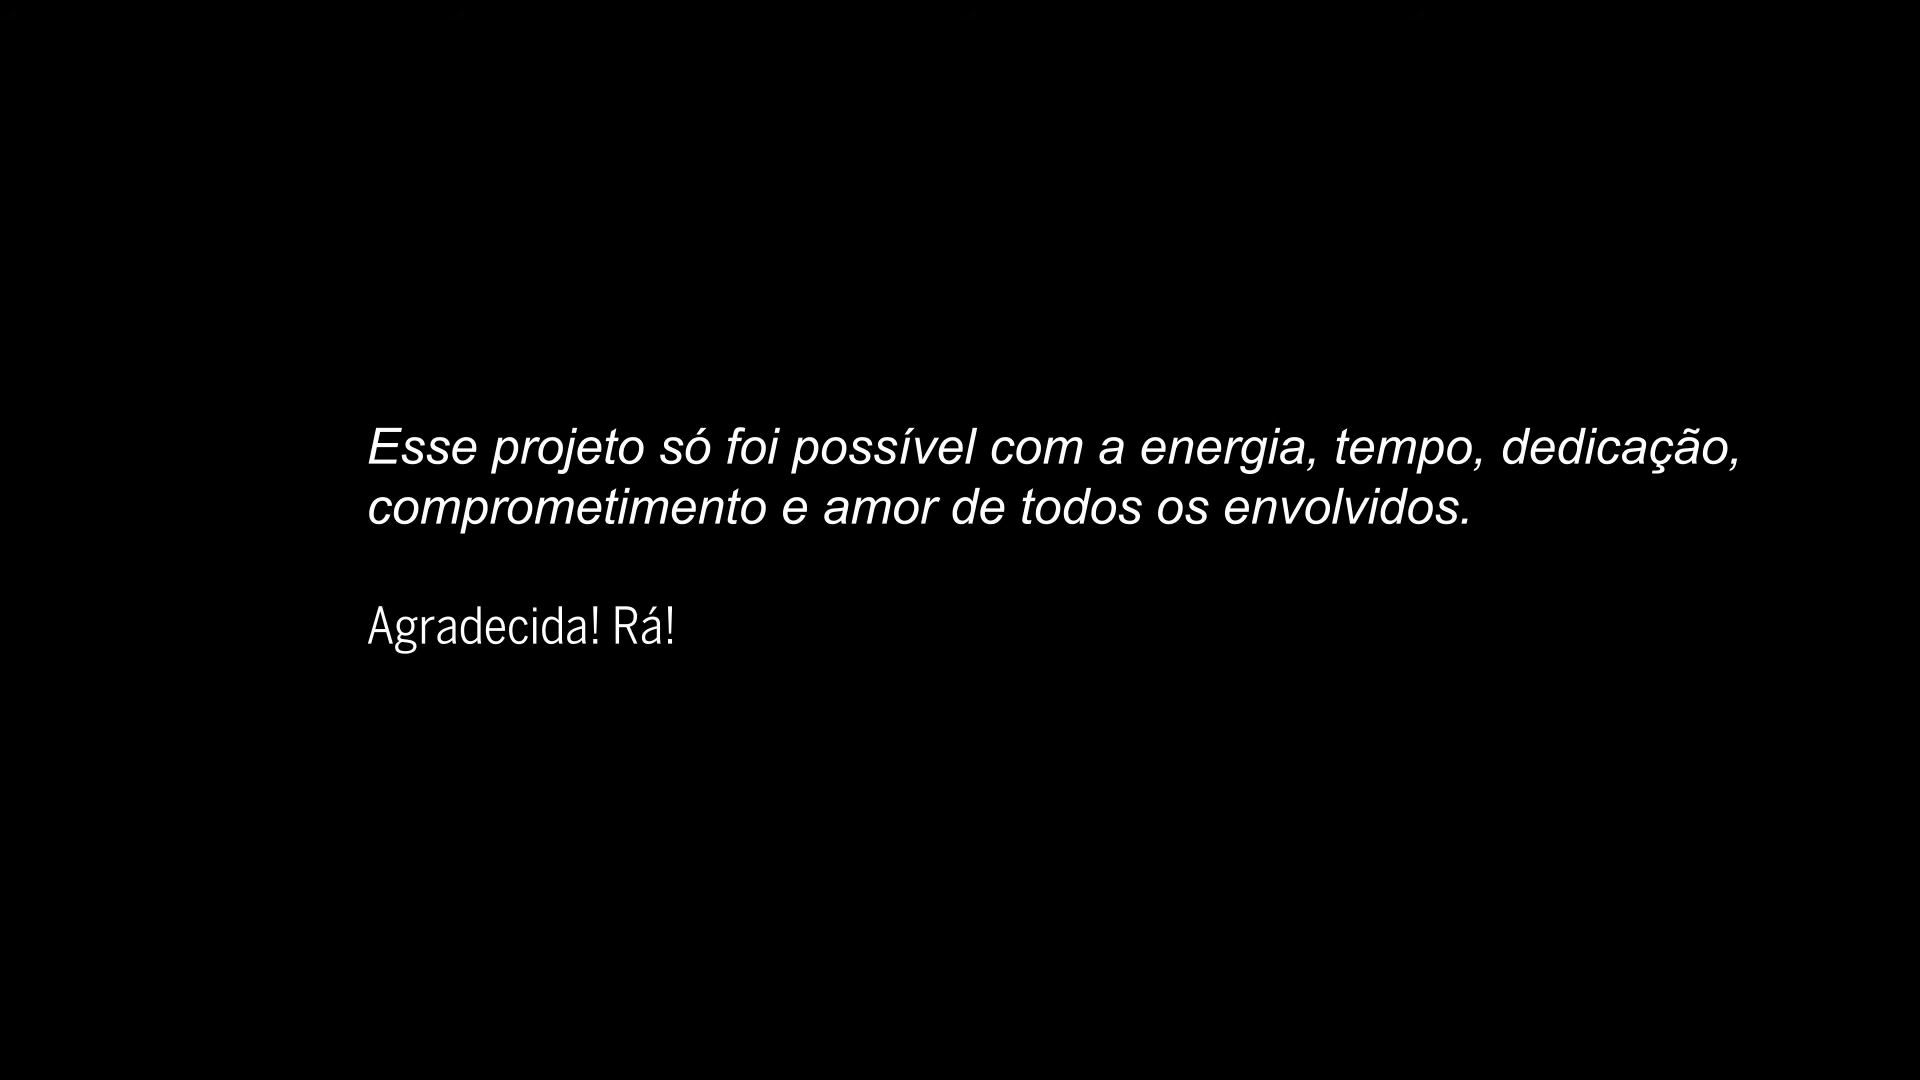 Esse projeto só foi possível com a energia, tempo, dedicação,
comprometimento e amor de todos os envolvidos.
Agradecida! Rá!